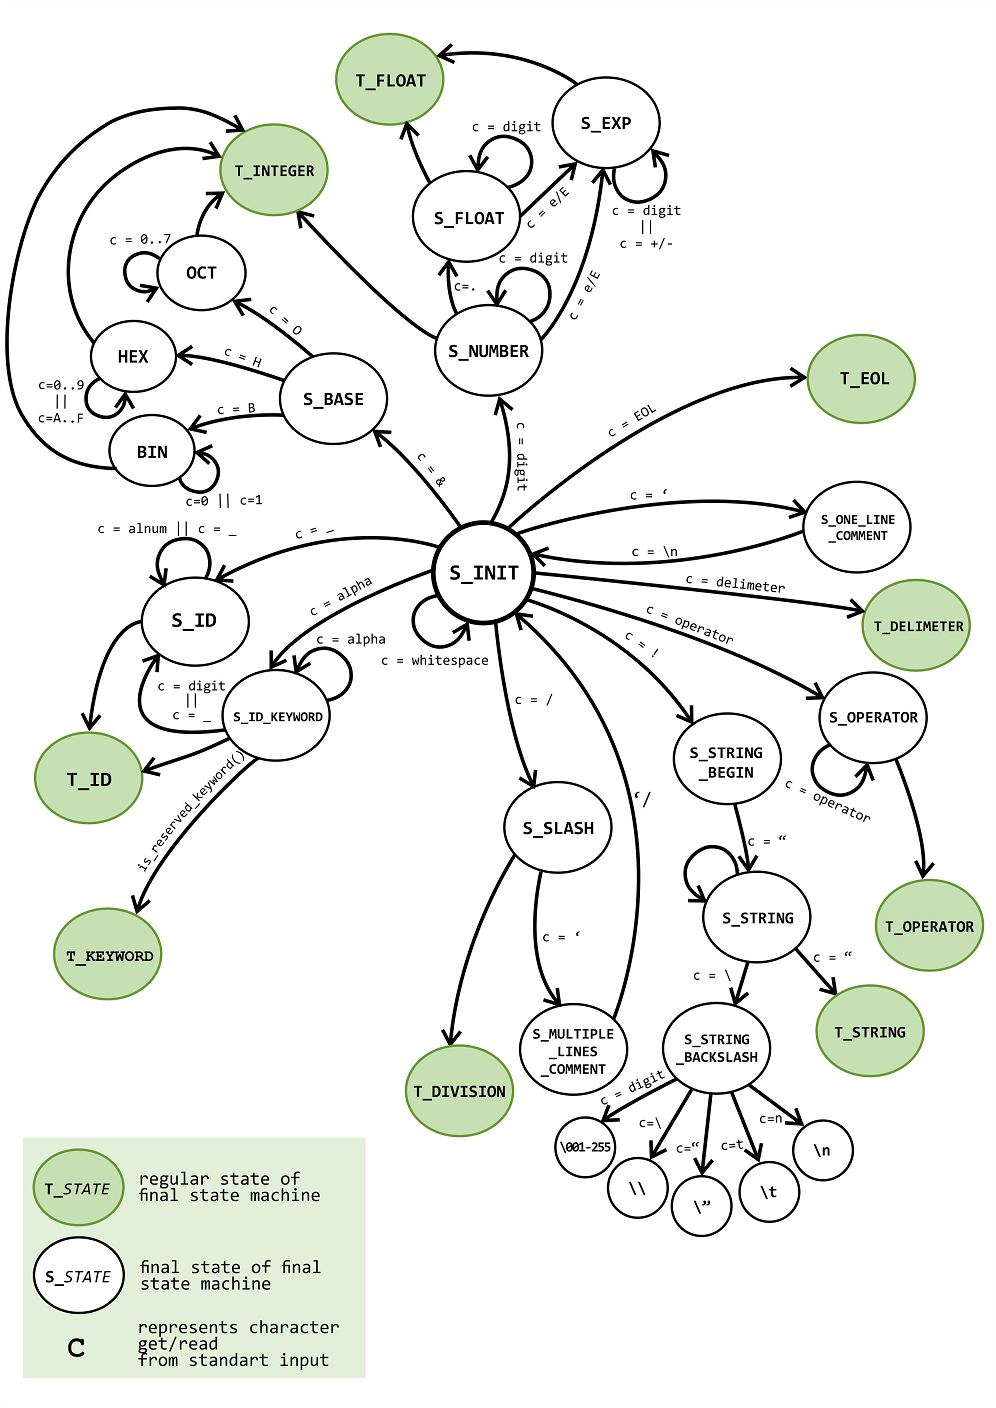 T_FLOAT
S_EXP
c = digit
T_INTEGER
S_FLOAT
c = e/E
c = digit
||
c = +/-
c = 0..7
OCT
c = digit
c=.
c = e/E
c = O
HEX
c = H
S_NUMBER
c=0..9
||
c=A..F
S_BASE
T_EOL
c = B
BIN
c = EOL
c = &
c = digit
c=0 || c=1
c = ‘
S_ONE_LINE
_COMMENT
c = alnum || c = _
c = _
c = \n
S_INIT
c = delimeter
c = alpha
S_ID
c = operator
T_DELIMETER
c = alpha
c = !
c = whitespace
c = digit
||
c = _
S_ID_KEYWORD
c = /
S_OPERATOR
S_STRING
_BEGIN
T_ID
is_reserved_keyword()
c = operator
‘/
S_SLASH
c = “
S_STRING
T_OPERATOR
c = ‘
T_KEYWORD
c = “
c = \
T_STRING
S_MULTIPLE
_LINES
_COMMENT
S_STRING
_BACKSLASH
T_DIVISION
c = digit
c=\
c=“
c=t
c=n
\001-255
\\
\”
\t
\n
T_STATE
regular state of
final state machine
S_STATE
final state of final
state machine
C
represents character
get/read
from standart input